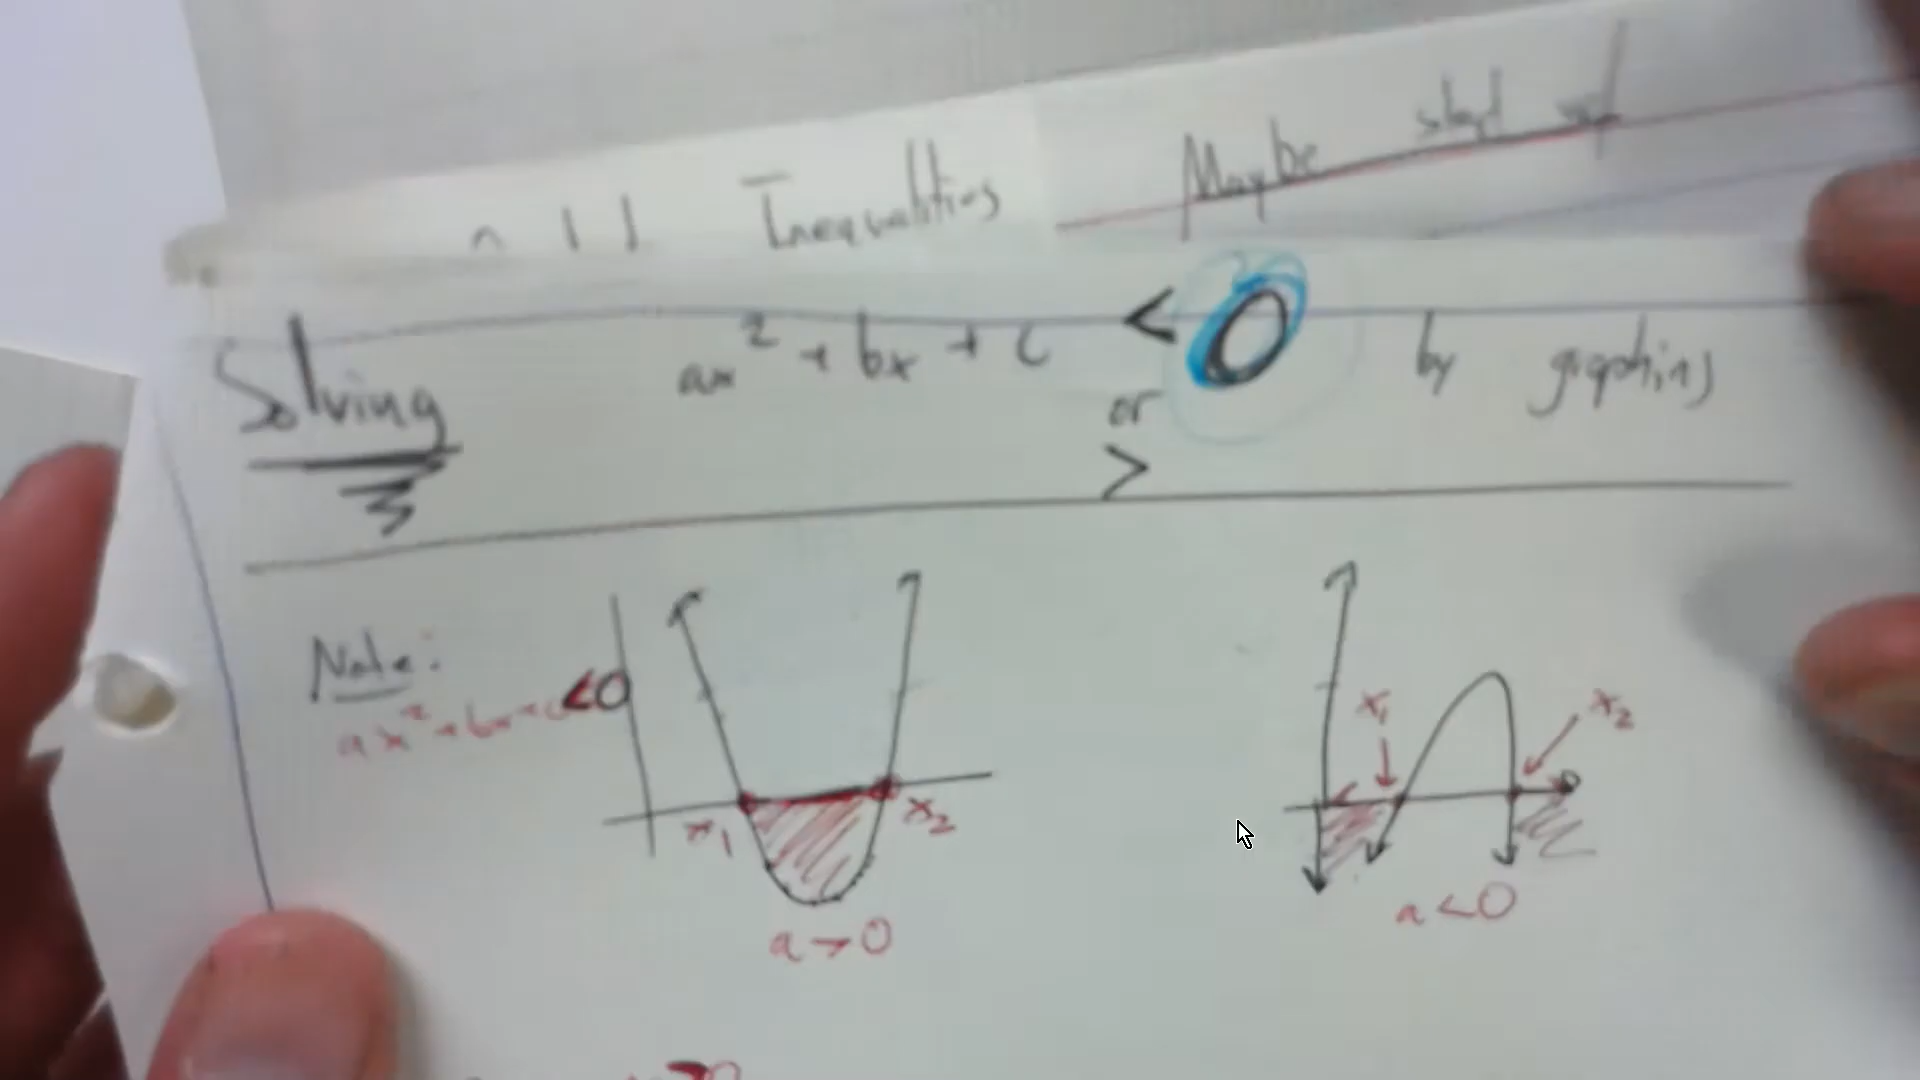 Inequalities
Maybe start
Solving ax² + bx + c < 0 by graphing
or
>
Note:
ax² + bx + c <0
x₁ x₂
a > 0
x₁ x₂
a < 0